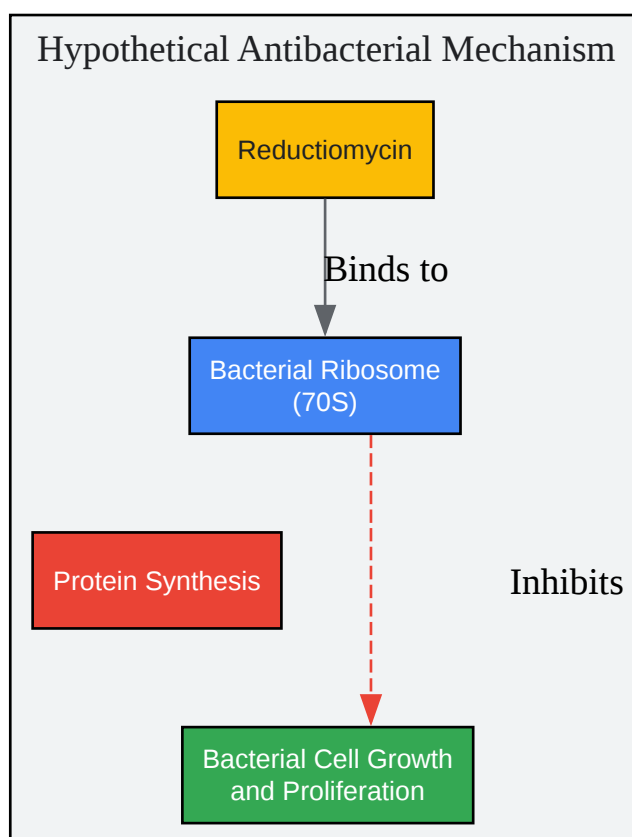 Hypothetical Antibacterial Mechanism
Reductiomycin
Binds to
Bacterial Ribosome
(70S)
Protein Synthesis
Inhibits
Bacterial Cell Growth
and Proliferation